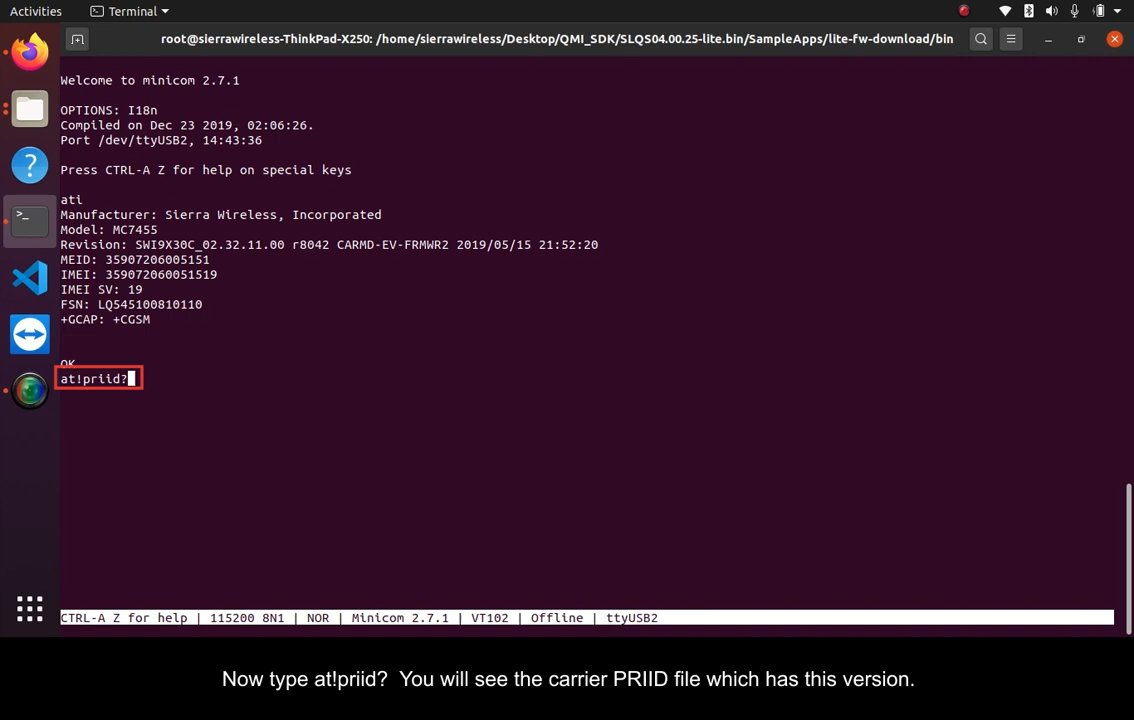 Activities
Terminal
root@sierrawireless-ThinkPad-X250: /home/sierrawireless/Desktop/QMI_SDK/SLQS04.00.25-lite.bin/SampleApps/lite-fw-download/bin
Welcome to minicom 2.7.1
OPTIONS: I18n
Compiled on Dec 23 2019, 02:06:26.
Port /dev/ttyUSB2, 14:43:36
Press CTRL-A Z for help on special keys
ati
Manufacturer: Sierra Wireless, Incorporated
Model: MC7455
Revision: SWI9X30C_02.32.11.00 r8042 CARMD-EV-FRMWR2 2019/05/15 21:52:20
MEID: 35907206005151
IMEI: 359072060051519
IMEI SV: 19
FSN: LQ545100810110
+GCAP: +CGSM
OK
at!priid?
CTRL-A Z for help | 115200 8N1 | NOR | Minicom 2.7.1 | VT102 | Offline | ttyUSB2
Now type at!priid?  You will see the carrier PRIID file which has this version.